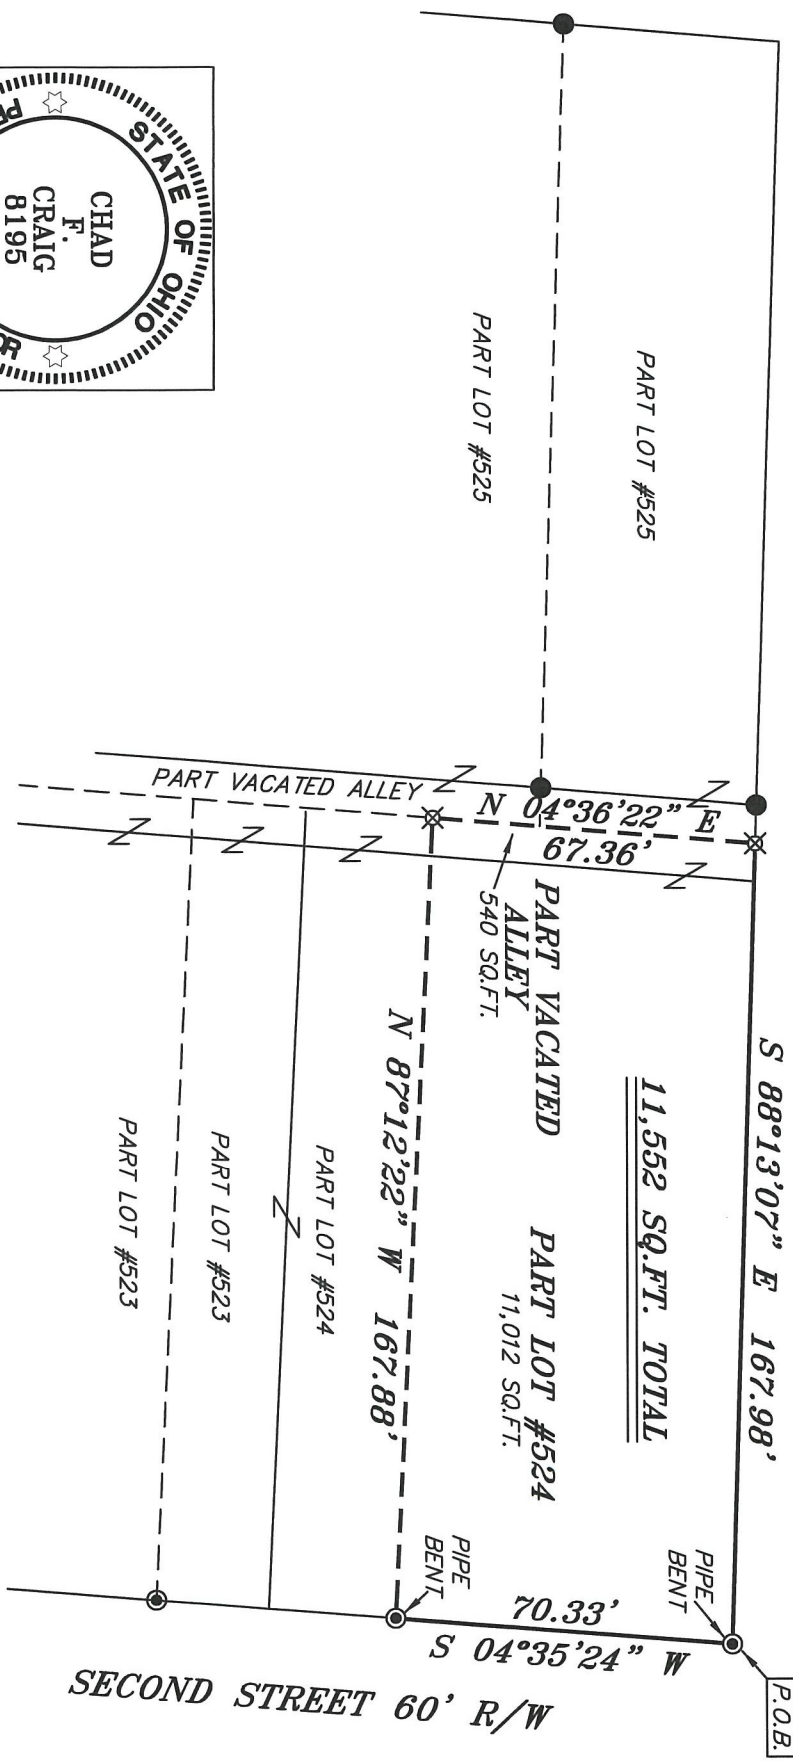 P.O.B.
S 88°13'07" E 167.98'
PIPE
BENT
11,552 SQ.FT. TOTAL
PART LOT #525
PART LOT #525
N 04°36'22" E
67.36'
PART VACATED
ALLEY
540 SQ.FT.
PART LOT #524
11,012 SQ.FT.
70.33'
S 04°35'24" W
PIPE
BENT
N 87°12'22" W 167.88'
PART VACATED ALLEY
PART LOT #524
PART LOT #523
PART LOT #523
SECOND STREET 60' R/W
STATE OF OHIO
CHAD
F.
CRAIG
8195